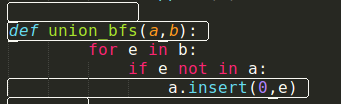 def union_bfs(a,b):
        for e in b:
            if e not in a:
                a.insert(0,e)